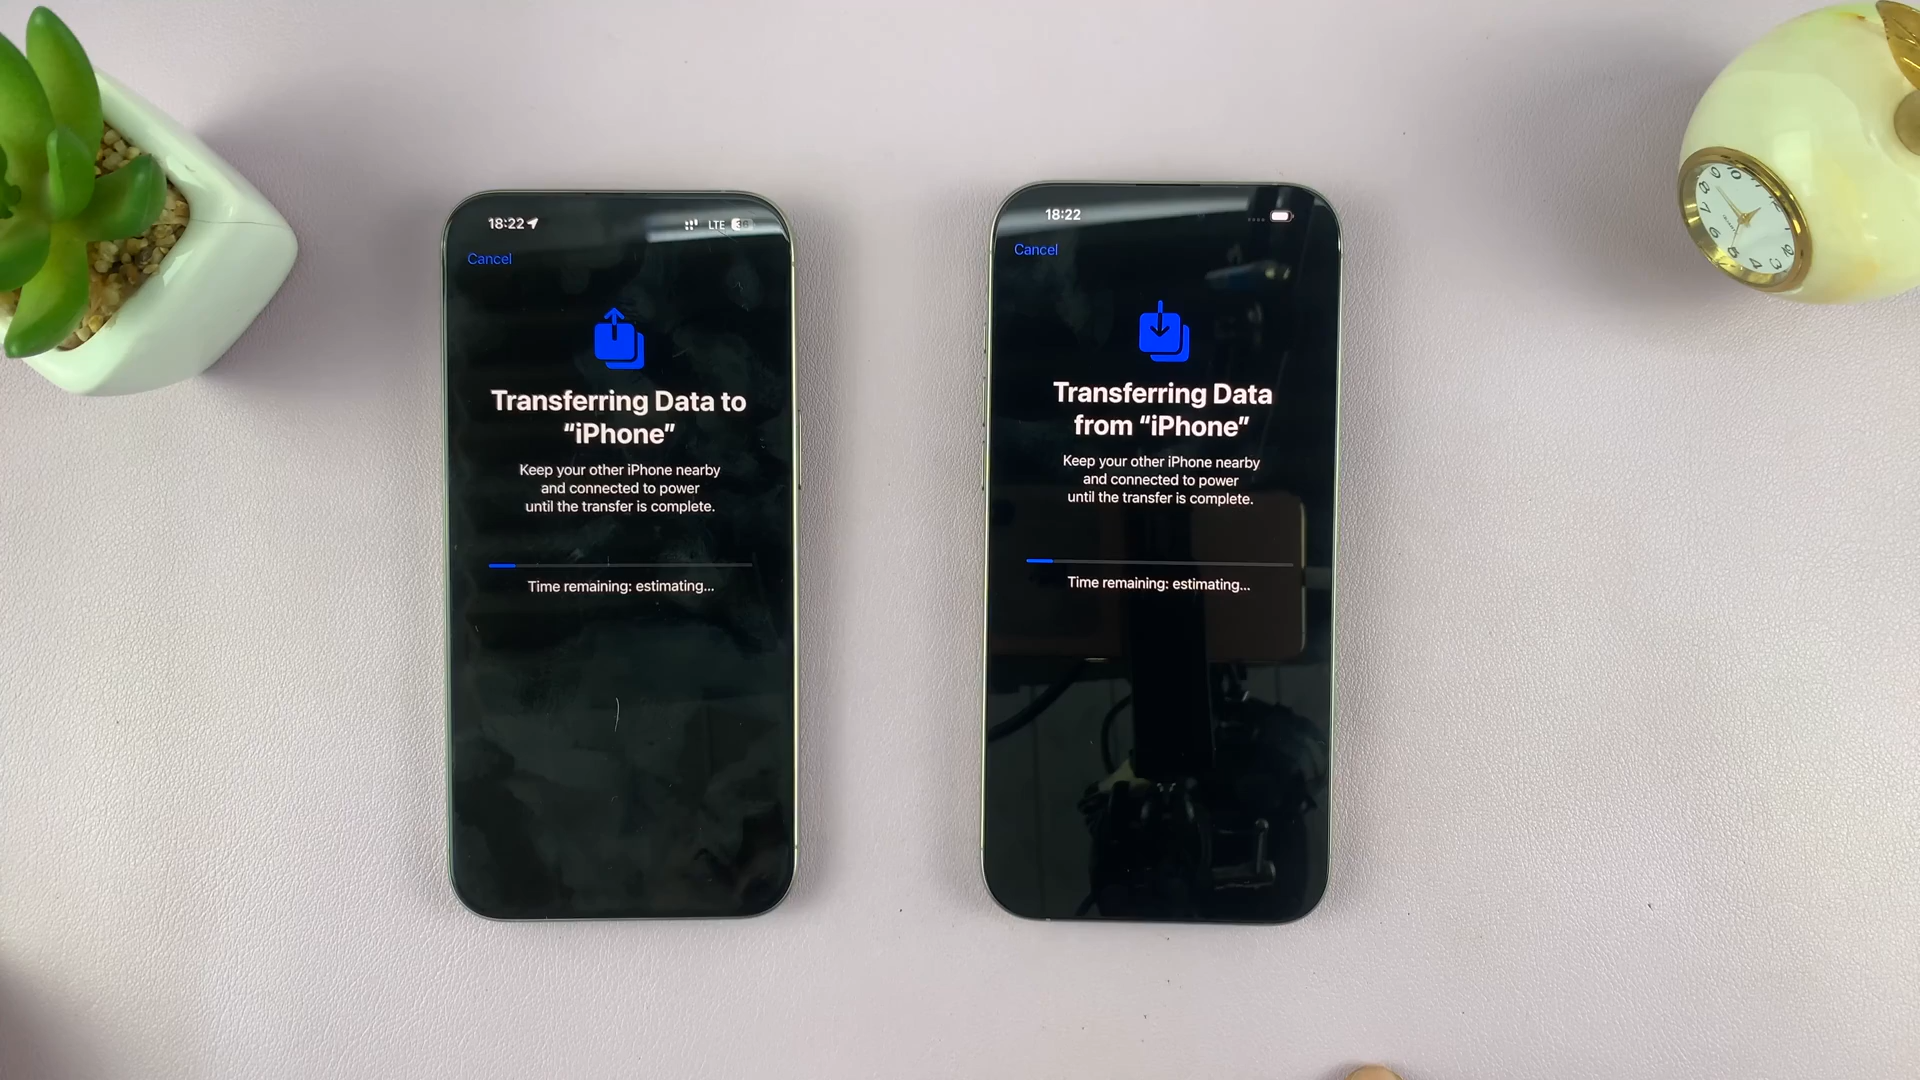 18:22
LTE
Cancel
Transferring Data to
“iPhone”
Keep your other iPhone nearby
and connected to power
until the transfer is complete.
Time remaining: estimating...
18:22
Cancel
Transferring Data
from “iPhone”
Keep your other iPhone nearby
and connected to power
until the transfer is complete.
Time remaining: estimating...